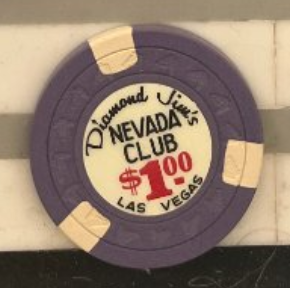 Diamond Jim's
NEVADA
CLUB
$1.00
LAS VEGAS